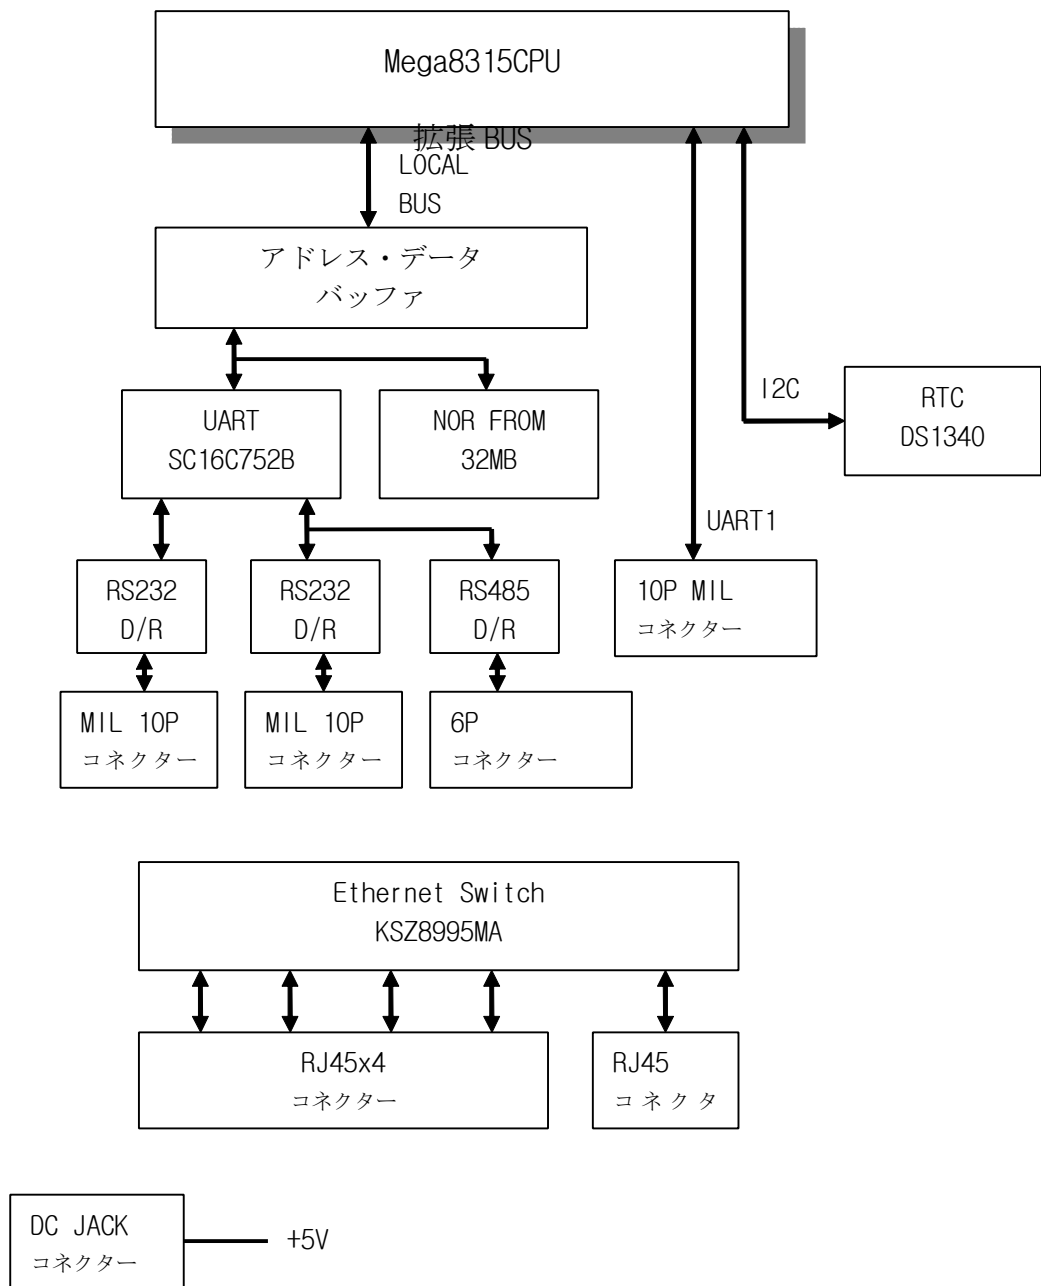 Mega8315CPU
拡張 BUS
LOCAL
BUS
アドレス・データ
バッファ
I2C
RTC
DS1340
UART
SC16C752B
NOR FROM
32MB
UART1
RS232
D/R
RS232
D/R
RS485
D/R
10P MIL
コネクター
MIL 10P
コネクター
MIL 10P
コネクター
6P
コネクター
Ethernet Switch
KSZ8995MA
RJ45x4
コネクター
RJ45
コネクタ
DC JACK
コネクター
+5V